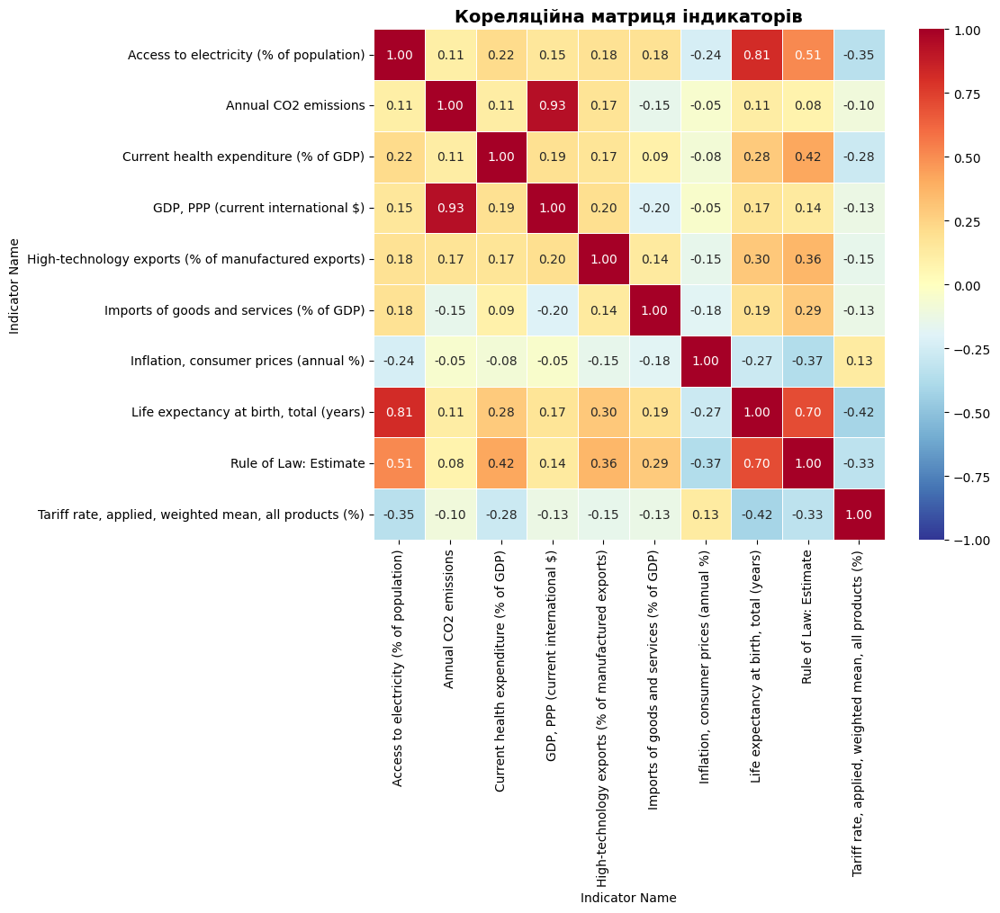 Кореляційна матриця індикаторів
Indicator Name
Access to electricity (% of population) 1.00 0.11 0.22 0.15 0.18 0.18 -0.24 0.81 0.51 -0.35
Annual CO2 emissions 0.11 1.00 0.11 0.93 0.17 -0.15 -0.05 0.11 0.08 -0.10
Current health expenditure (% of GDP) 0.22 0.11 1.00 0.19 0.17 0.09 -0.08 0.28 0.42 -0.28
GDP, PPP (current international $) 0.15 0.93 0.19 1.00 0.20 -0.20 -0.05 0.17 0.14 -0.13
High-technology exports (% of manufactured exports) 0.18 0.17 0.17 0.20 1.00 0.14 -0.15 0.30 0.36 -0.15
Imports of goods and services (% of GDP) 0.18 -0.15 0.09 -0.20 0.14 1.00 -0.18 0.19 0.29 -0.13
Inflation, consumer prices (annual %) -0.24 -0.05 -0.08 -0.05 -0.15 -0.18 1.00 -0.27 -0.37 0.13
Life expectancy at birth, total (years) 0.81 0.11 0.28 0.17 0.30 0.19 -0.27 1.00 0.70 -0.42
Rule of Law: Estimate 0.51 0.08 0.42 0.14 0.36 0.29 -0.37 0.70 1.00 -0.33
Tariff rate, applied, weighted mean, all products (%) -0.35 -0.10 -0.28 -0.13 -0.15 -0.13 0.13 -0.42 -0.33 1.00
Access to electricity (% of population)
Annual CO2 emissions
Current health expenditure (% of GDP)
GDP, PPP (current international $)
High-technology exports (% of manufactured exports)
Imports of goods and services (% of GDP)
Inflation, consumer prices (annual %)
Life expectancy at birth, total (years)
Rule of Law: Estimate
Tariff rate, applied, weighted mean, all products (%)
Indicator Name
1.00
0.75
0.50
0.25
0.00
−0.25
−0.50
−0.75
−1.00